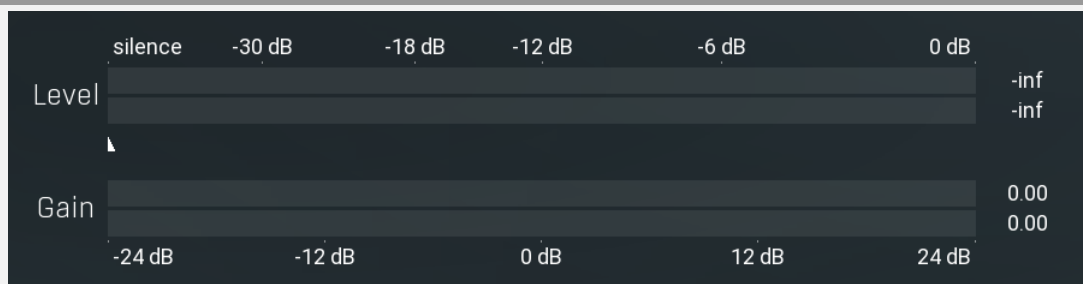 silence -30 dB -18 dB -12 dB -6 dB 0 dB
Level -inf
-inf
Gain 0.00
0.00
-24 dB -12 dB 0 dB 12 dB 24 dB